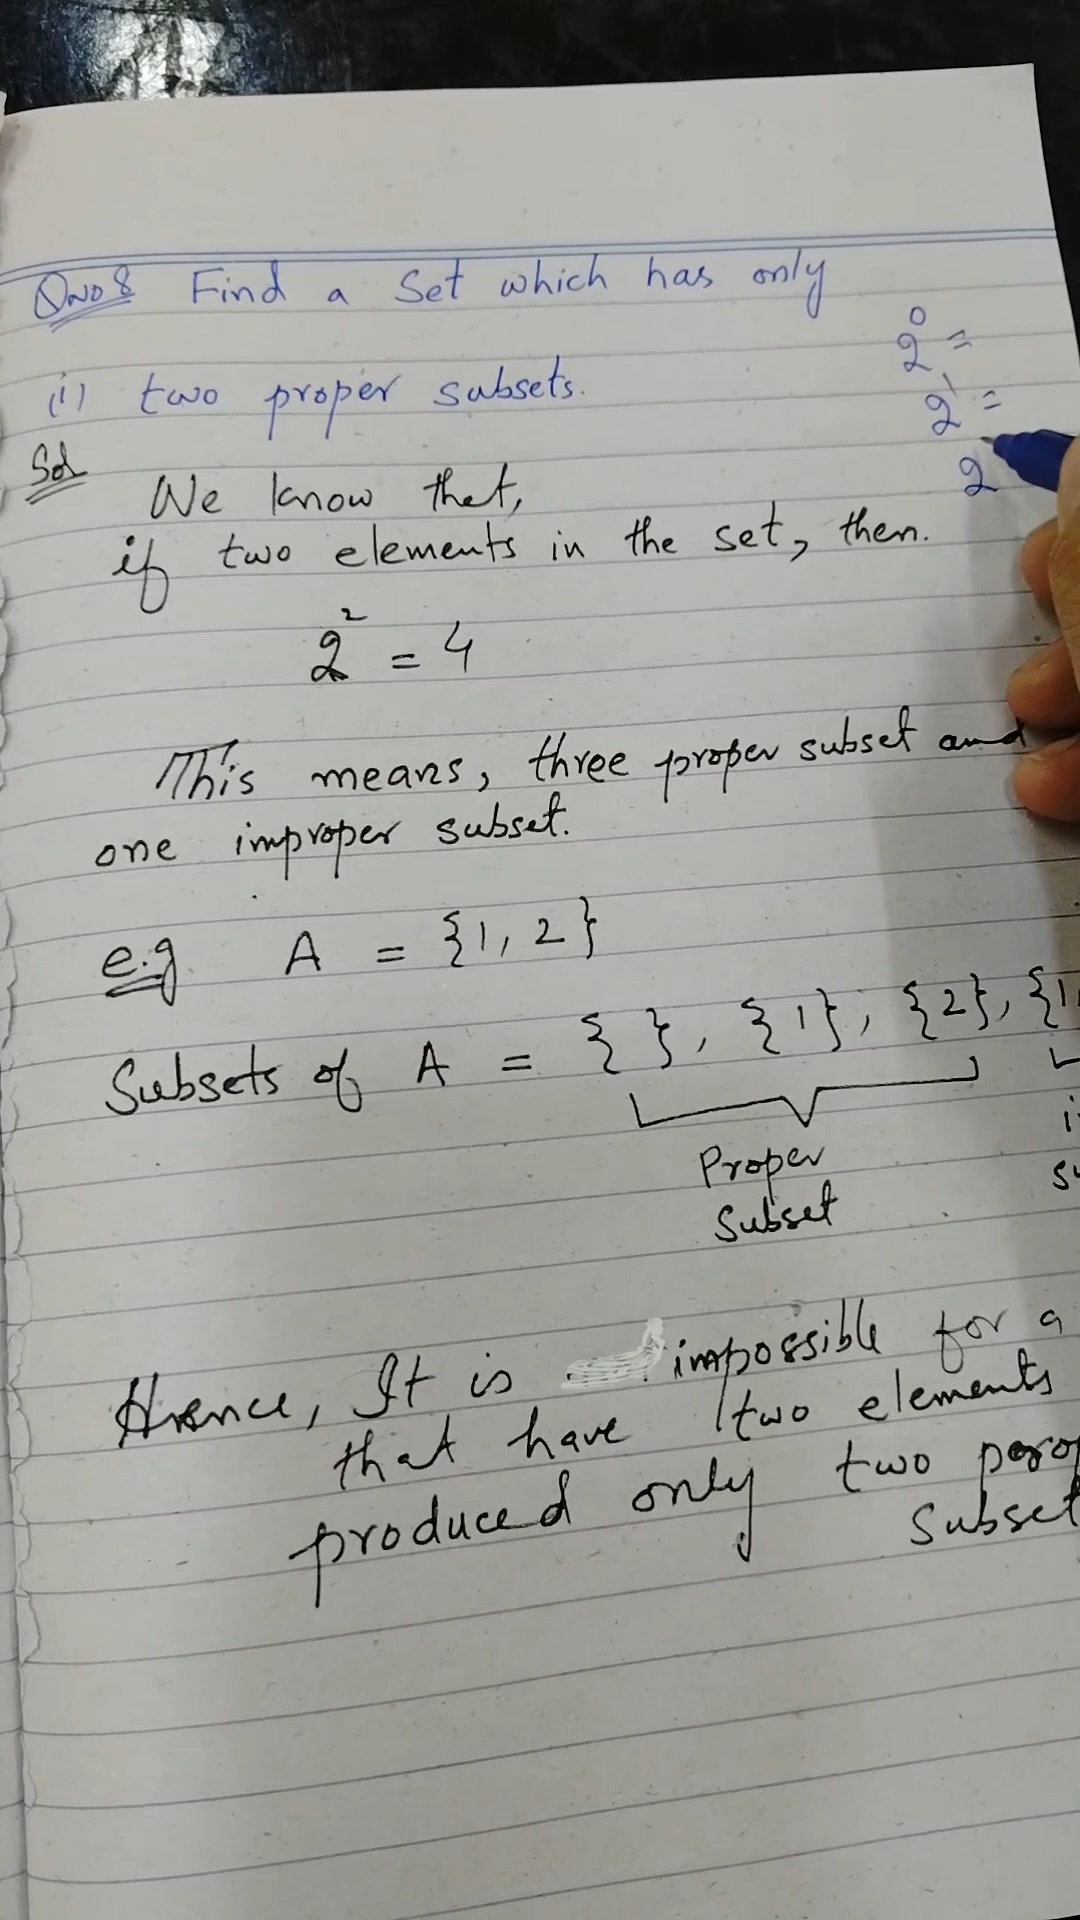 QNo8 Find a Set which has only
(i) two proper subsets.
2⁰ =
2¹ =
2
Sol
We know that,
if two elements in the set, then.
2² = 4
This means, three proper subset and
one improper subset.
e.g A = {1, 2}
Subsets of A = { }, {1}, {2}, {1,
Proper
Subset
Hence, It is impossible for a
that have two elements
produced only two
Subset